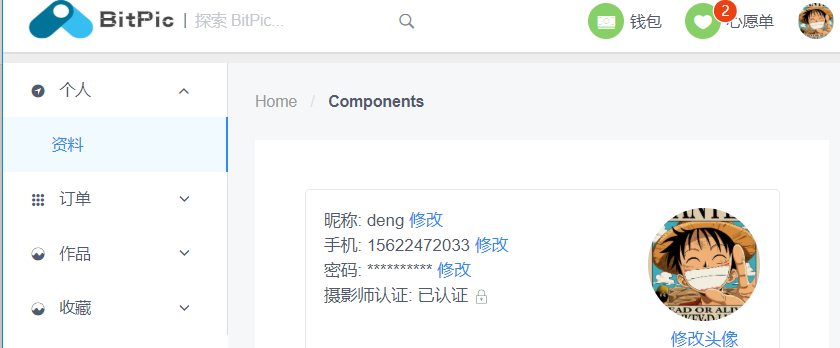 BitPic | 探索 BitPic... 钱包 2 心愿单
个人
资料
订单
作品
收藏
Home / Components
昵称: deng 修改
手机: 15622472033 修改
密码: ********** 修改
摄影师认证: 已认证
修改头像